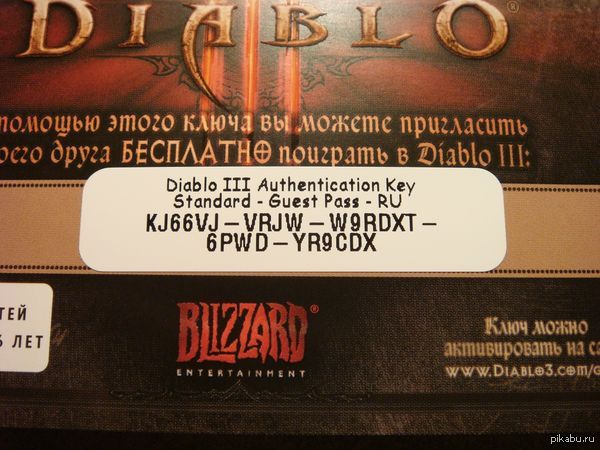 DIABLO®
помощью этого ключа вы можете пригласить
оего друга БЕСПЛАТНО поиграть в Diablo III:
Diablo III Authentication Key
Standard - Guest Pass - RU
KJ66VJ-VRJW-W9RDXT-
6PWD-YR9CDX
ТЕЙ
6 ЛЕТ
BLIZZARD®
ENTERTAINMENT
Ключ можно
активировать на са
www.Diablo3.com/g
pikabu.ru